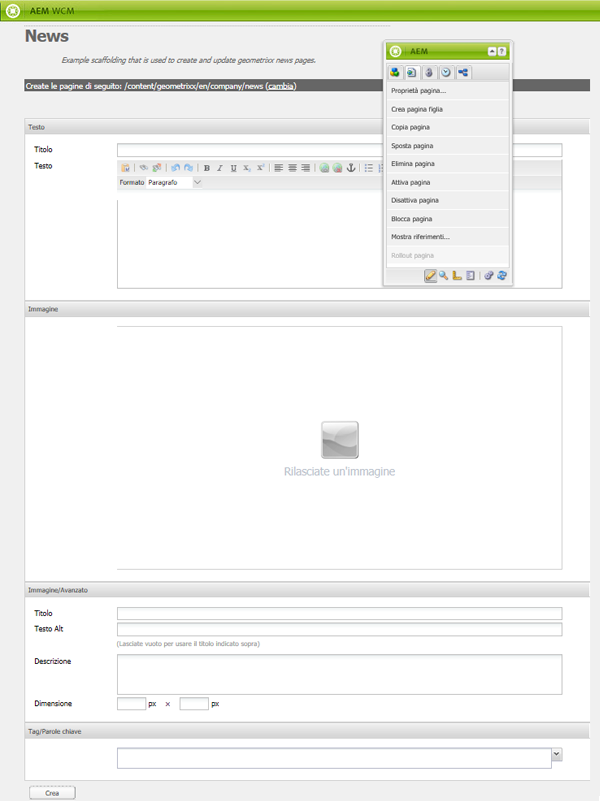 AEM WCM
News
Example scaffolding that is used to create and update geometrixx news pages.
Create le pagine di seguito: /content/geometrixx/en/company/news (cambia)
AEM
?
Proprietà pagina...
Crea pagina figlia
Copia pagina
Sposta pagina
Elimina pagina
Attiva pagina
Disattiva pagina
Blocca pagina
Mostra riferimenti...
Rollout pagina
Testo
Titolo
Testo
B I U X₂ X²
Formato Paragrafo
Immagine
Rilasciate un'immagine
Immagine/Avanzato
Titolo
Testo Alt
(Lasciate vuoto per usare il titolo indicato sopra)
Descrizione
Dimensione px × px
Tag/Parole chiave
Crea